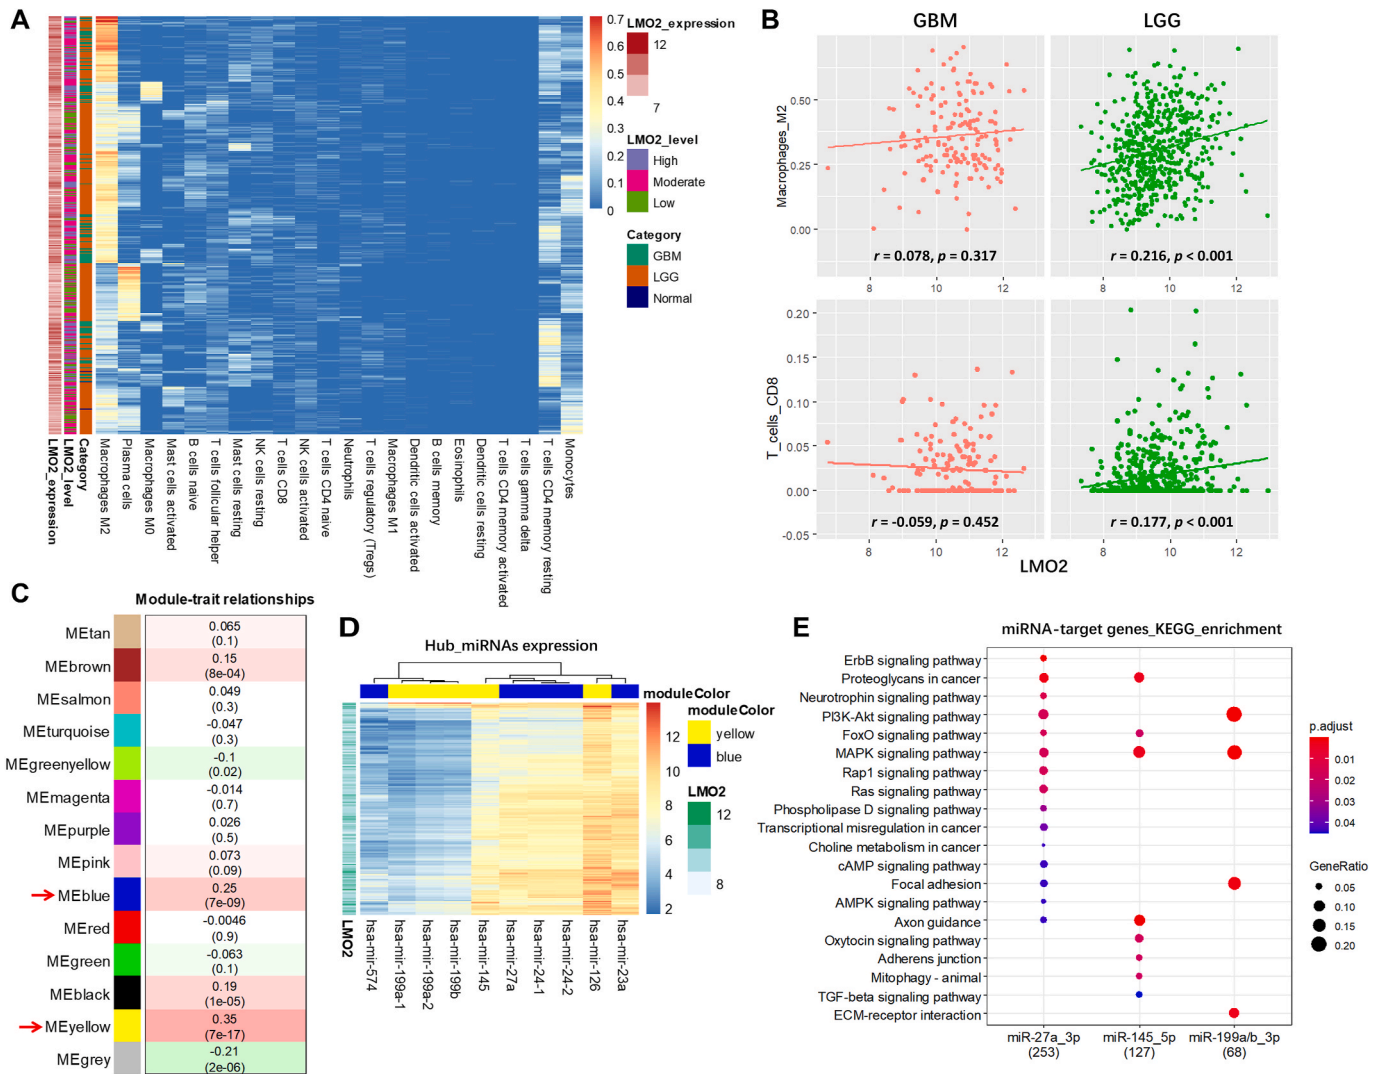 A
0.7
0.6
0.5
0.4
0.3
0.2
0.1
0
LMO2_expression
12
7
LMO2_level
High
Moderate
Low
Category
GBM
LGG
Normal
LMO2_expression
LMO2_level
Category
Macrophages M2
Plasma cells
Macrophages M0
Mast cells activated
B cells naive
T cells follicular helper
Mast cells resting
NK cells resting
T cells CD8
NK cells activated
T cells CD4 naive
Neutrophils
T cells regulatory (Tregs)
Macrophages M1
Dendritic cells activated
B cells memory
Eosinophils
Dendritic cells resting
T cells CD4 memory activated
T cells gamma delta
T cells CD4 memory resting
Monocytes
B
GBM
LGG
Macrophages_M2
0.50
0.25
0.00
r = 0.078, p = 0.317
r = 0.216, p < 0.001
8
10
12
8
10
12
T_cells_CD8
0.20
0.15
0.10
0.05
0.00
-0.05
r = -0.059, p = 0.452
r = 0.177, p < 0.001
8
10
12
8
10
12
LMO2
C
Module-trait relationships
MEtan
0.065
(0.1)
MEbrown
0.15
(8e-04)
MEsalmon
0.049
(0.3)
MEturquoise
-0.047
(0.3)
MEgreenyellow
-0.1
(0.02)
MEmagenta
-0.014
(0.7)
MEpurple
0.026
(0.5)
MEpink
0.073
(0.09)
MEblue
0.25
(7e-09)
MEred
-0.0046
(0.9)
MEgreen
-0.063
(0.1)
MEblack
0.19
(1e-05)
MEyellow
0.35
(7e-17)
MEgrey
-0.21
(2e-06)
D
Hub_miRNAs expression
moduleColor
12
10
8
6
4
2
moduleColor
yellow
blue
LMO2
12
8
LMO2
hsa-mir-574
hsa-mir-199a-1
hsa-mir-199a-2
hsa-mir-199b
hsa-mir-145
hsa-mir-27a
hsa-mir-24-1
hsa-mir-24-2
hsa-mir-126
hsa-mir-23a
E
miRNA-target genes_KEGG_enrichment
ErbB signaling pathway
Proteoglycans in cancer
Neurotrophin signaling pathway
PI3K-Akt signaling pathway
FoxO signaling pathway
MAPK signaling pathway
Rap1 signaling pathway
Ras signaling pathway
Phospholipase D signaling pathway
Transcriptional misregulation in cancer
Choline metabolism in cancer
cAMP signaling pathway
Focal adhesion
AMPK signaling pathway
Axon guidance
Oxytocin signaling pathway
Adherens junction
Mitophagy - animal
TGF-beta signaling pathway
ECM-receptor interaction
miR-27a_3p
(253)
miR-145_5p
(127)
miR-199a/b_3p
(68)
p.adjust
0.01
0.02
0.03
0.04
GeneRatio
0.05
0.10
0.15
0.20